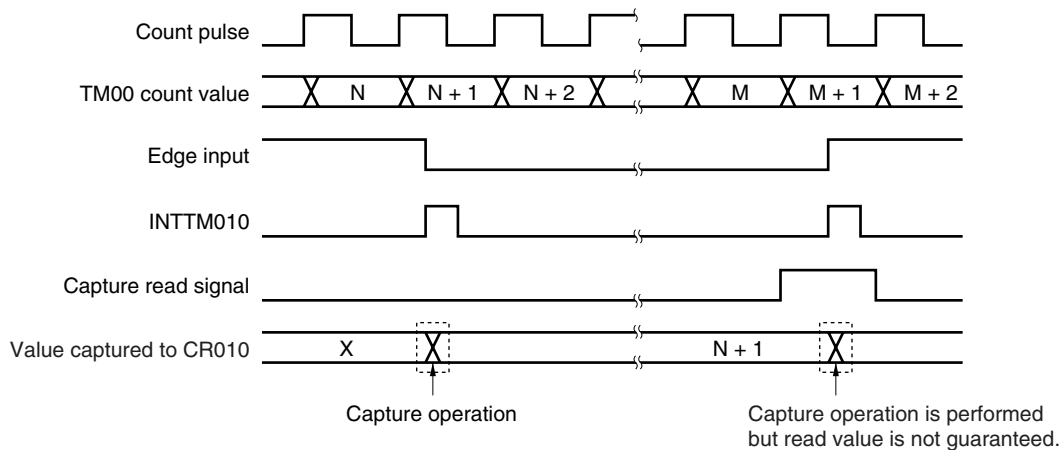 Count pulse
TM00 count value
N
N + 1
N + 2
M
M + 1
M + 2
Edge input
INTTM010
Capture read signal
Value captured to CR010
X
N + 1
Capture operation
Capture operation is performed
but read value is not guaranteed.